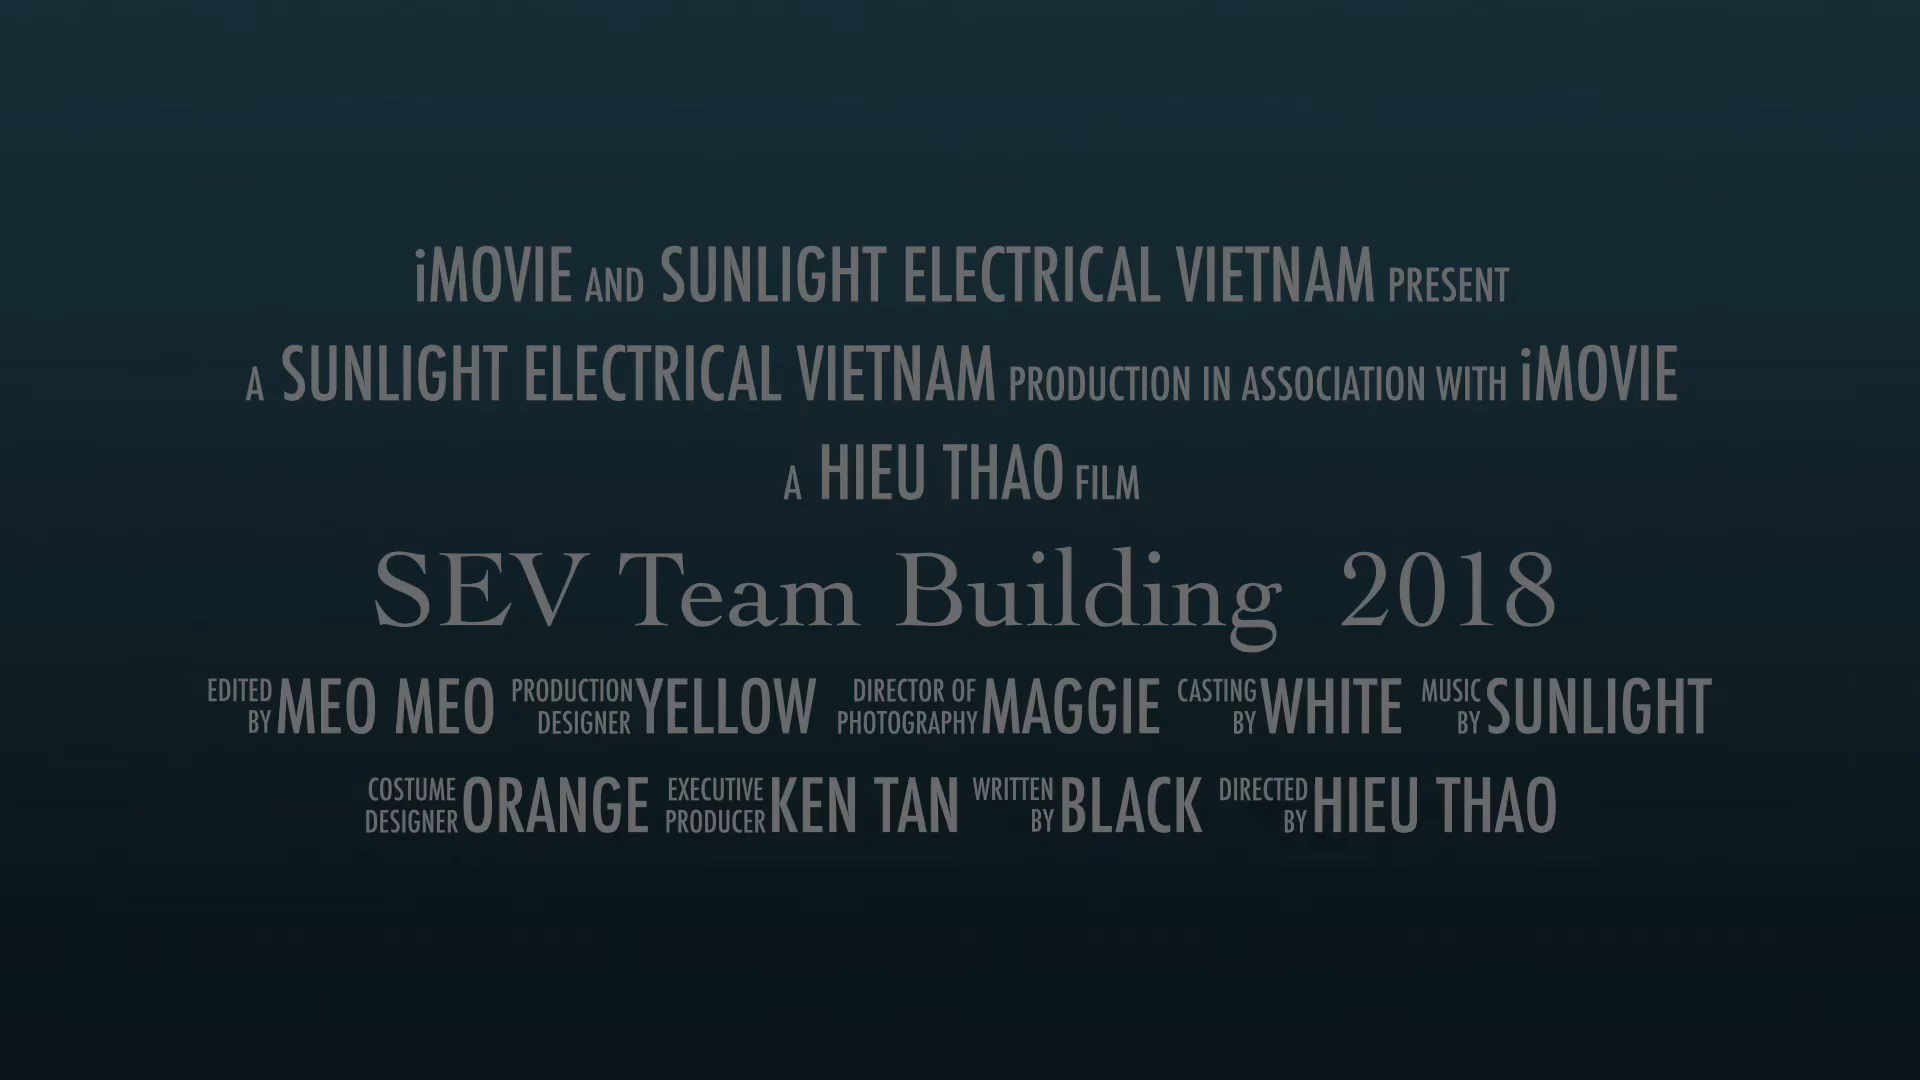 iMOVIE AND SUNLIGHT ELECTRICAL VIETNAM PRESENT
A SUNLIGHT ELECTRICAL VIETNAM PRODUCTION IN ASSOCIATION WITH iMOVIE
A HIEU THAO FILM
SEV Team Building 2018
EDITED BY MEO MEO PRODUCTION DESIGNER YELLOW DIRECTOR OF PHOTOGRAPHY MAGGIE CASTING BY WHITE MUSIC BY SUNLIGHT
COSTUME DESIGNER ORANGE EXECUTIVE PRODUCER KEN TAN WRITTEN BY BLACK DIRECTED BY HIEU THAO